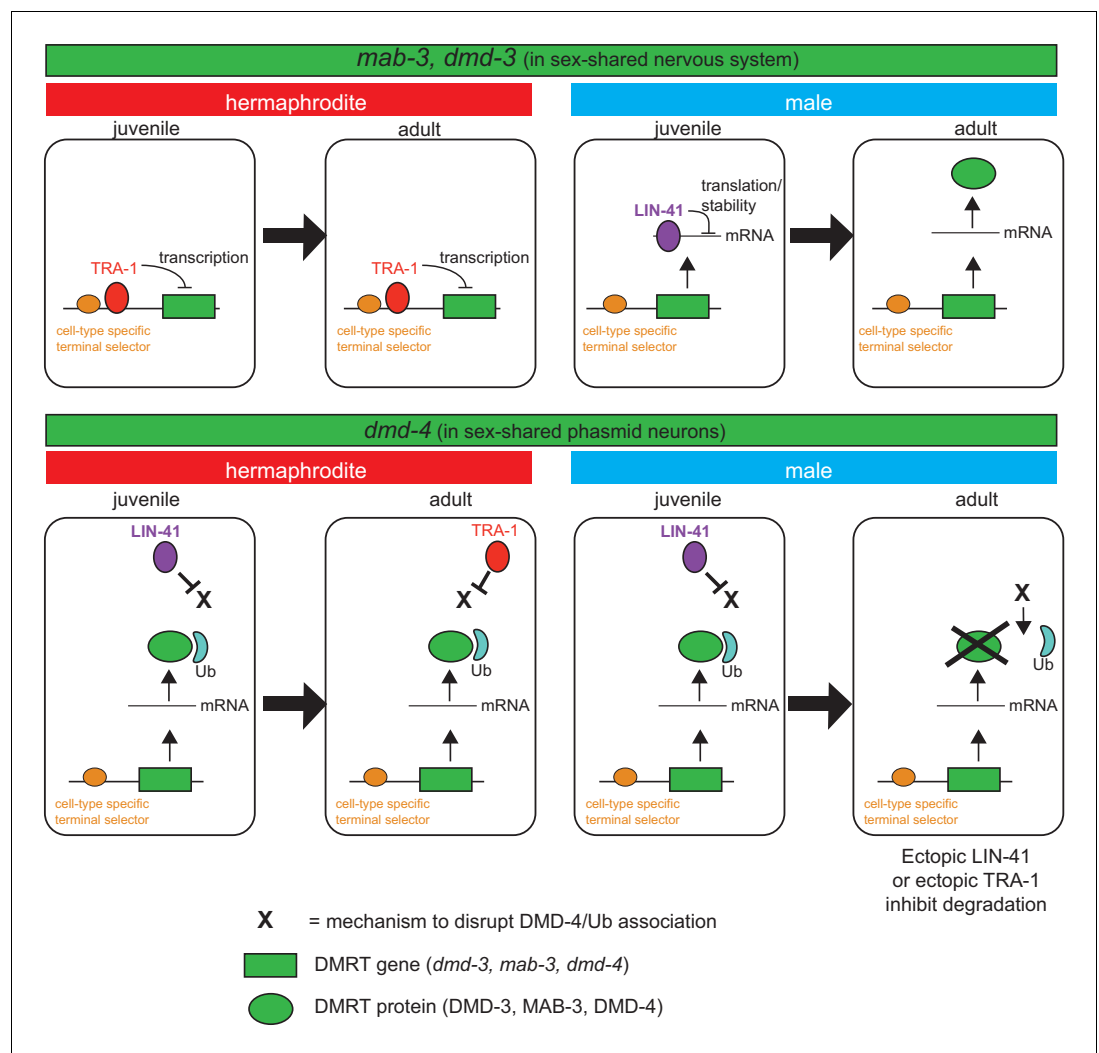 mab-3, dmd-3 (in sex-shared nervous system)
hermaphrodite
male
juvenile
adult
juvenile
adult
TRA-1
transcription
cell-type specific
terminal selector
TRA-1
transcription
cell-type specific
terminal selector
translation/
stability
LIN-41
mRNA
cell-type specific
terminal selector
mRNA
cell-type specific
terminal selector
dmd-4 (in sex-shared phasmid neurons)
hermaphrodite
male
juvenile
adult
juvenile
adult
LIN-41
X
Ub
mRNA
cell-type specific
terminal selector
TRA-1
X
Ub
mRNA
cell-type specific
terminal selector
LIN-41
X
Ub
mRNA
cell-type specific
terminal selector
X
Ub
mRNA
cell-type specific
terminal selector
Ectopic LIN-41
or ectopic TRA-1
inhibit degradation
X = mechanism to disrupt DMD-4/Ub association
DMRT gene (dmd-3, mab-3, dmd-4)
DMRT protein (DMD-3, MAB-3, DMD-4)